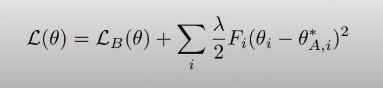 ℒ(θ) = ℒ_B(θ) + ∑_i λ/2 F_i(θ_i − θ*_{A,i})²